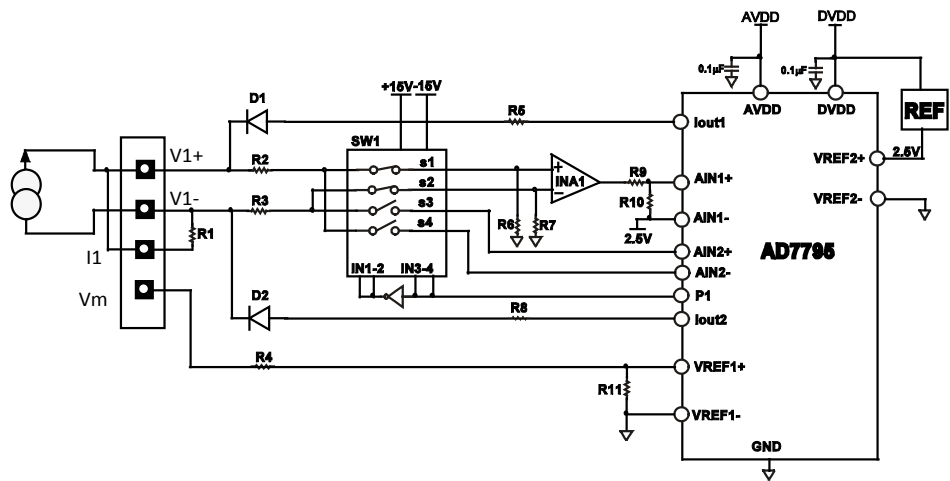 AVDD
DVDD
0.1μF
0.1μF
+15V
-15V
AVDD
DVDD
REF
D1
R5
Iout1
SW1
2.5V
VREF2+
V1+
R2
s1
INA1
R9
AIN1+
s2
V1-
R3
s3
R10
AIN1-
VREF2-
R6
R7
2.5V
R1
s4
AIN2+
AD7795
I1
IN1-2
IN3-4
AIN2-
P1
Vm
D2
R8
Iout2
R4
VREF1+
R11
VREF1-
GND